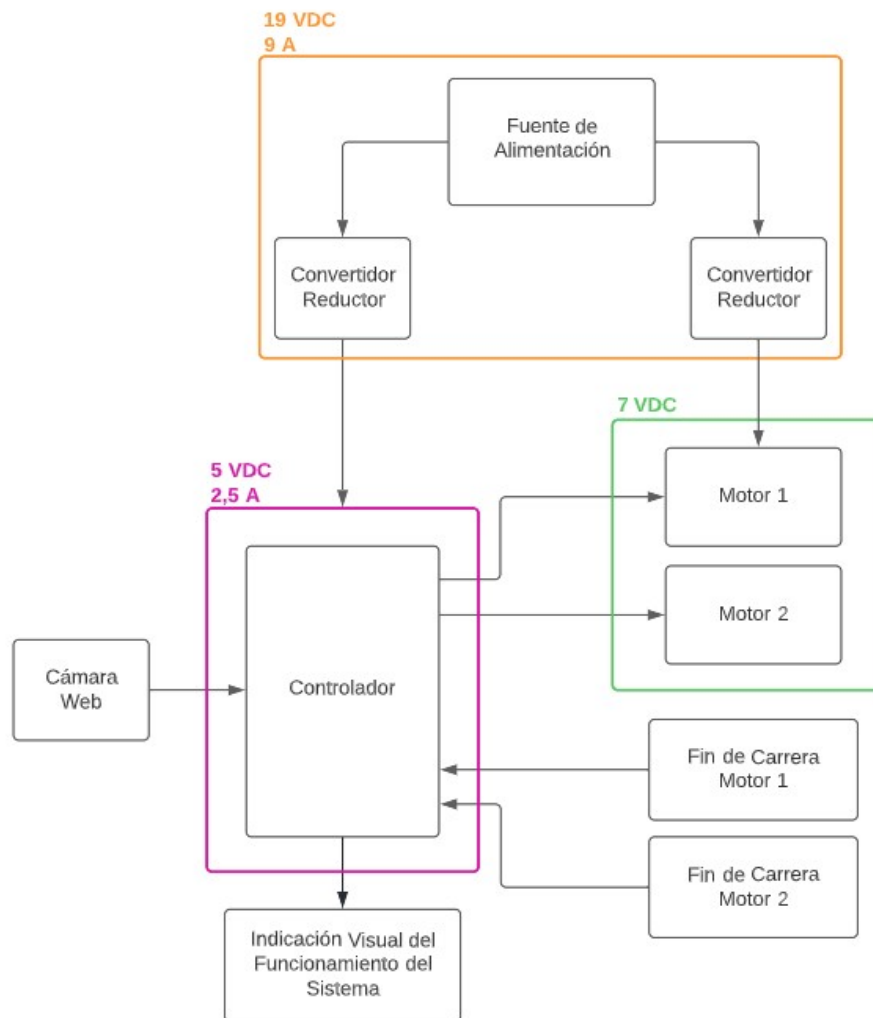 19 VDC
9 A
Fuente de
Alimentación
Convertidor
Reductor
Convertidor
Reductor
7 VDC
5 VDC
2,5 A
Motor 1
Motor 2
Cámara
Web
Controlador
Fin de Carrera
Motor 1
Fin de Carrera
Motor 2
Indicación Visual del
Funcionamiento del
Sistema